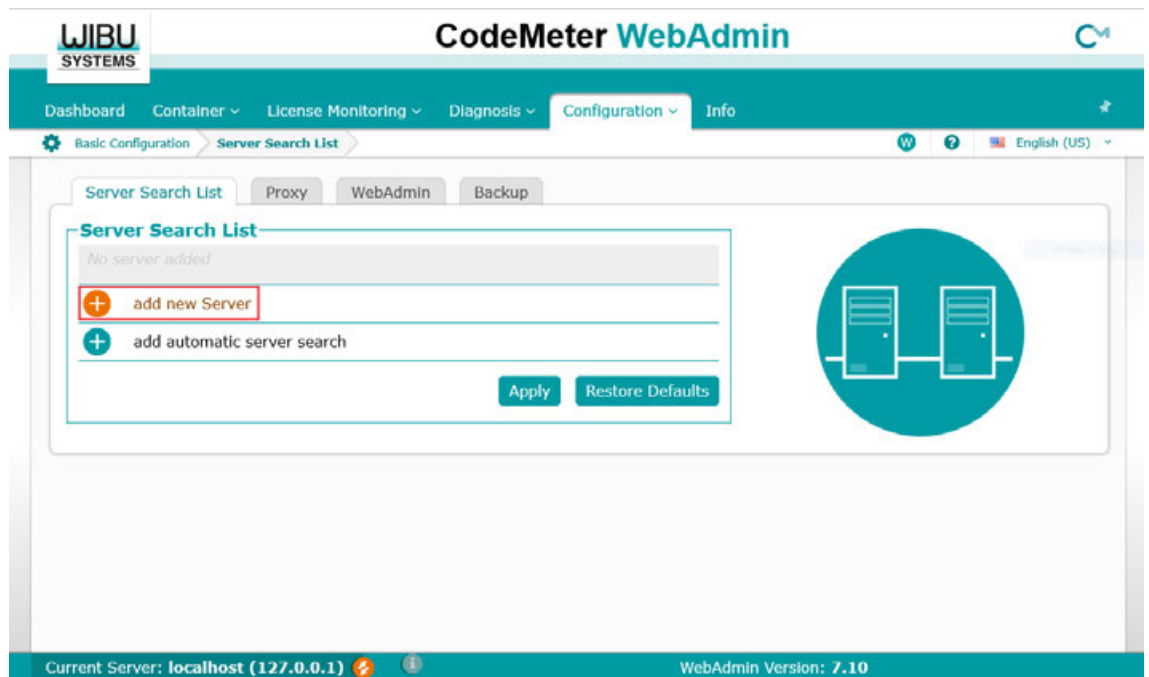 WIBU
SYSTEMS
CodeMeter WebAdmin
CM
Dashboard Container License Monitoring Diagnosis Configuration Info
Basic Configuration Server Search List W ? English (US)
Server Search List Proxy WebAdmin Backup
Server Search List
No server added
add new Server
add automatic server search
Apply Restore Defaults
Current Server: localhost (127.0.0.1) i WebAdmin Version: 7.10